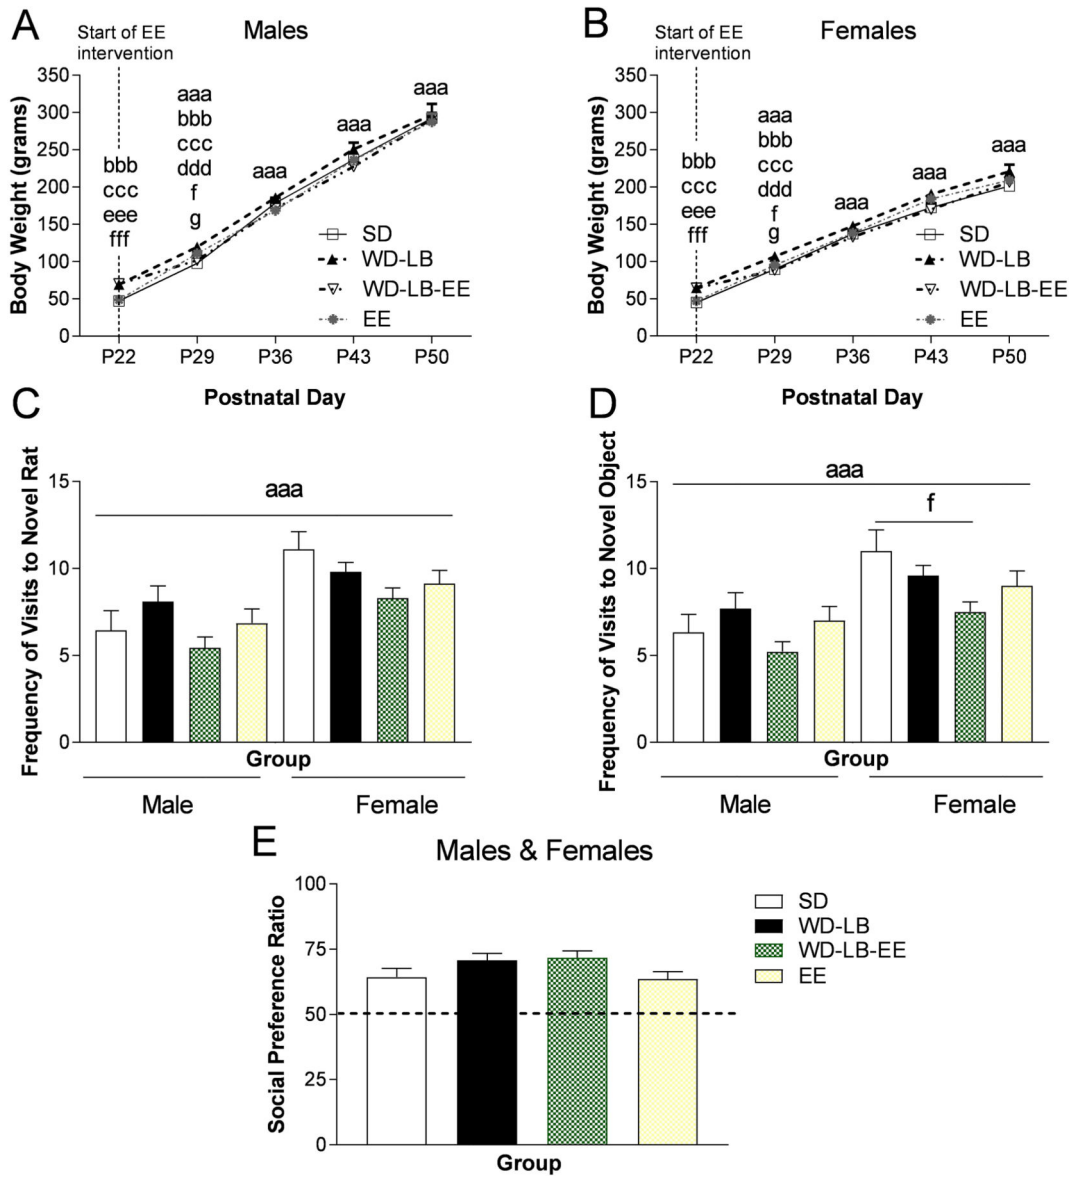 A
Males
Start of EE
intervention
Body Weight (grams)
350
300
250
200
150
100
50
0
bbb
ccc
eee
fff
aaa
bbb
ccc
ddd
f
g
aaa
aaa
aaa
SD
WD-LB
WD-LB-EE
EE
P22 P29 P36 P43 P50
Postnatal Day
B
Females
Start of EE
intervention
Body Weight (grams)
350
300
250
200
150
100
50
0
bbb
ccc
eee
fff
aaa
bbb
ccc
ddd
f
g
aaa
aaa
aaa
SD
WD-LB
WD-LB-EE
EE
P22 P29 P36 P43 P50
Postnatal Day
C
Frequency of Visits to Novel Rat
15
10
5
0
aaa
Group
Male Female
D
Frequency of Visits to Novel Object
15
10
5
0
aaa
f
Group
Male Female
E
Males & Females
Social Preference Ratio
100
75
50
25
0
Group
SD
WD-LB
WD-LB-EE
EE